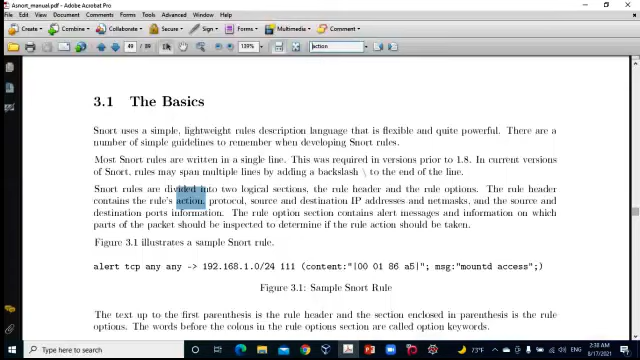 Asnort_manual.pdf - Adobe Acrobat Pro
File Edit View Document Comments Forms Tools Advanced Window Help
Create Combine Collaborate Secure Sign Forms Multimedia Comment
49 / 89 139% action
3.1 The Basics
Snort uses a simple, lightweight rules description language that is flexible and quite powerful. There are a
number of simple guidelines to remember when developing Snort rules.
Most Snort rules are written in a single line. This was required in versions prior to 1.8. In current versions
of Snort, rules may span multiple lines by adding a backslash \ to the end of the line.
Snort rules are divided into two logical sections, the rule header and the rule options. The rule header
contains the rule's action, protocol, source and destination IP addresses and netmasks, and the source and
destination ports information. The rule option section contains alert messages and information on which
parts of the packet should be inspected to determine if the rule action should be taken.
Figure 3.1 illustrates a sample Snort rule.
alert tcp any any -> 192.168.1.0/24 111 (content:"|00 01 86 a5|"; msg:"mountd access";)
Figure 3.1: Sample Snort Rule
The text up to the first parenthesis is the rule header and the section enclosed in parenthesis is the rule
options. The words before the colons in the rule options section are called option keywords.
Type here to search
73°F
ENG
2:38 AM
8/17/2021